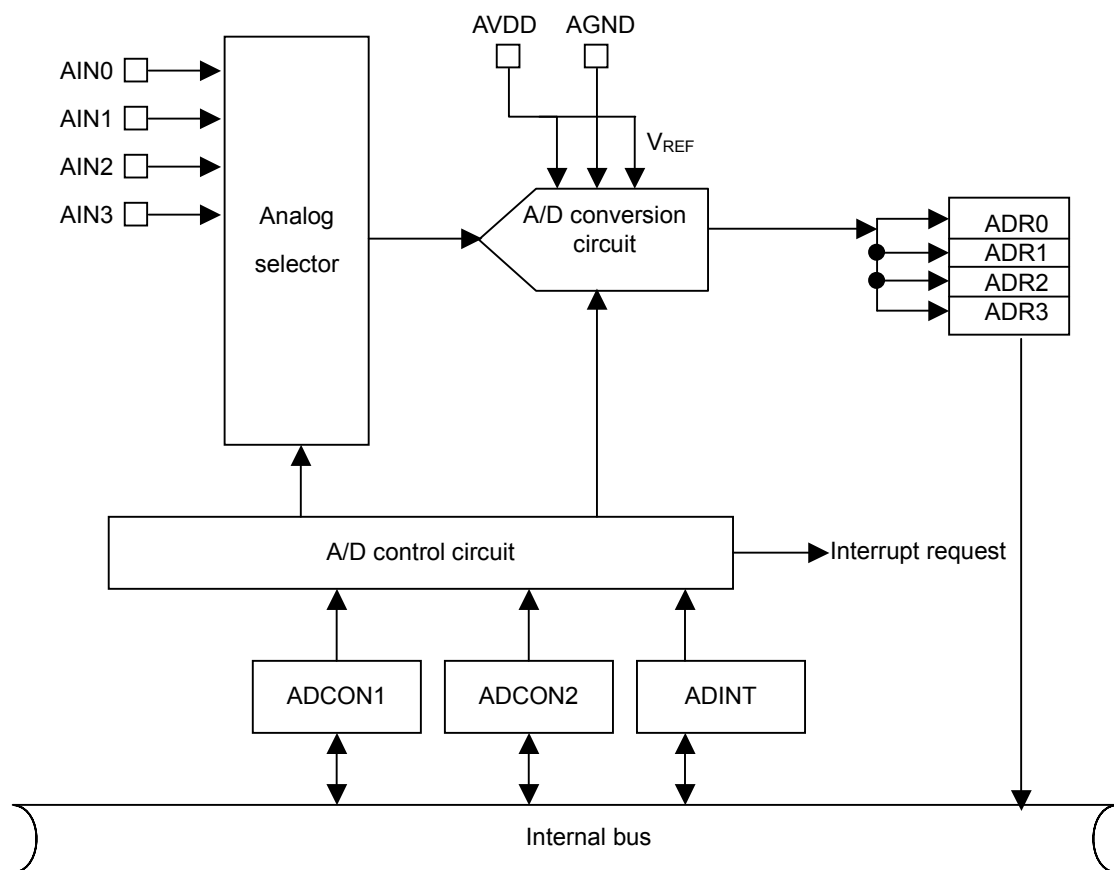 AVDD AGND
AIN0
AIN1
AIN2
AIN3
VREF
Analog
selector
A/D conversion
circuit
ADR0
ADR1
ADR2
ADR3
A/D control circuit
Interrupt request
ADCON1
ADCON2
ADINT
Internal bus